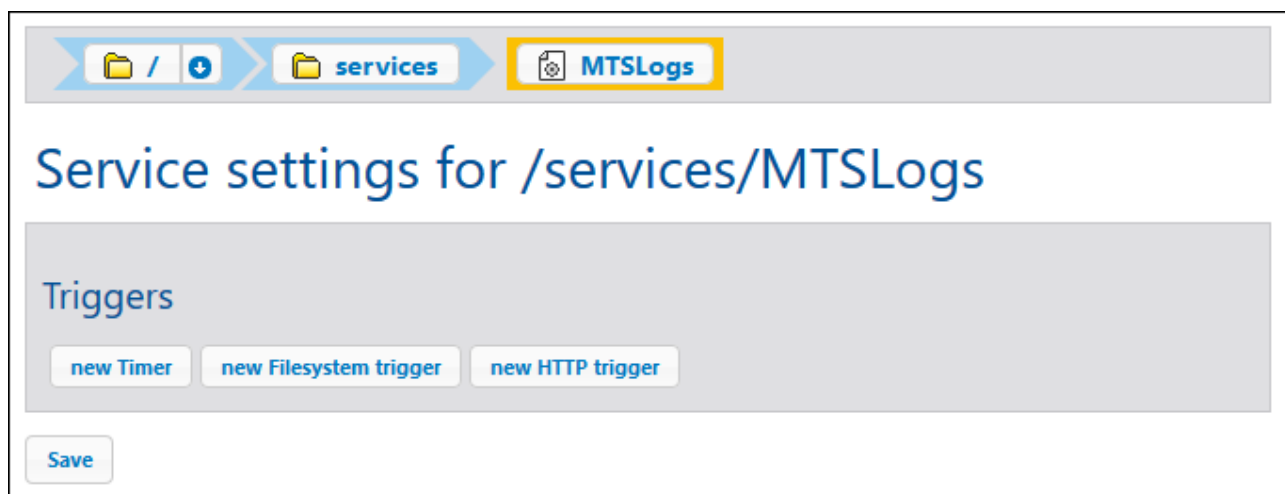 / services MTSLogs
Service settings for /services/MTSLogs
Triggers
new Timer new Filesystem trigger new HTTP trigger
Save